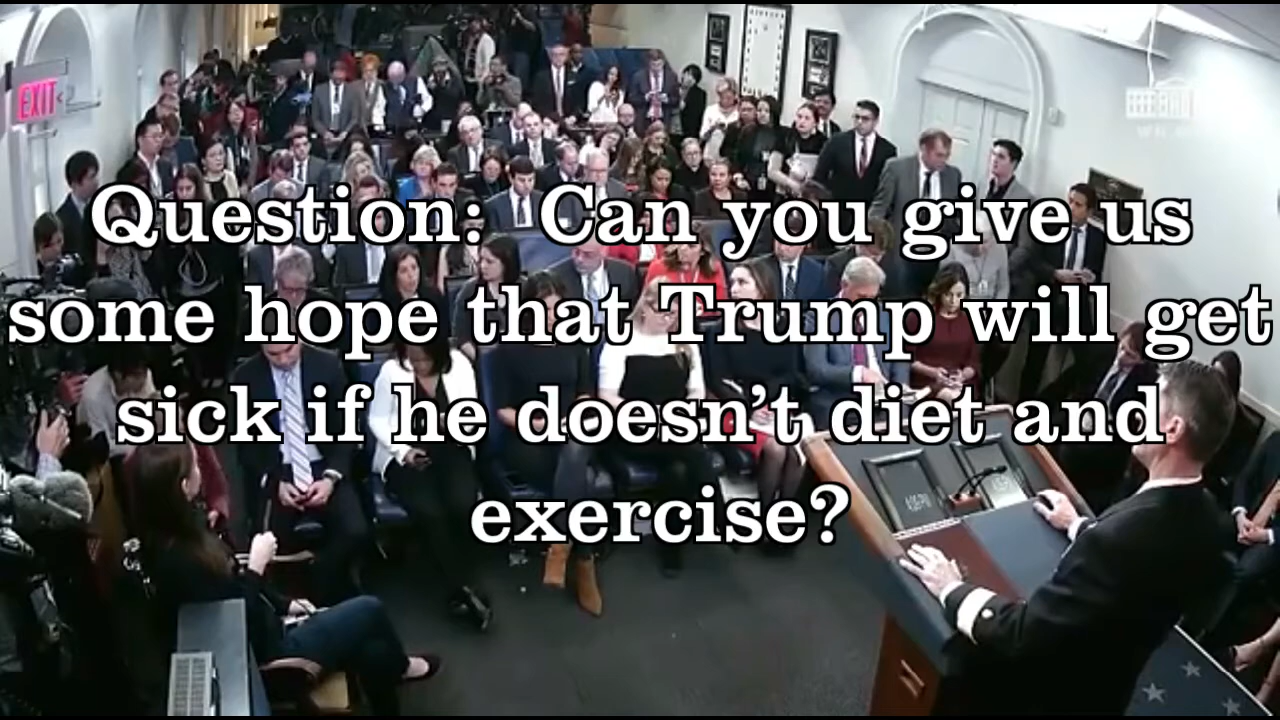 EXIT
Question: Can you give us
some hope that Trump will get
sick if he doesn't diet and
exercise?